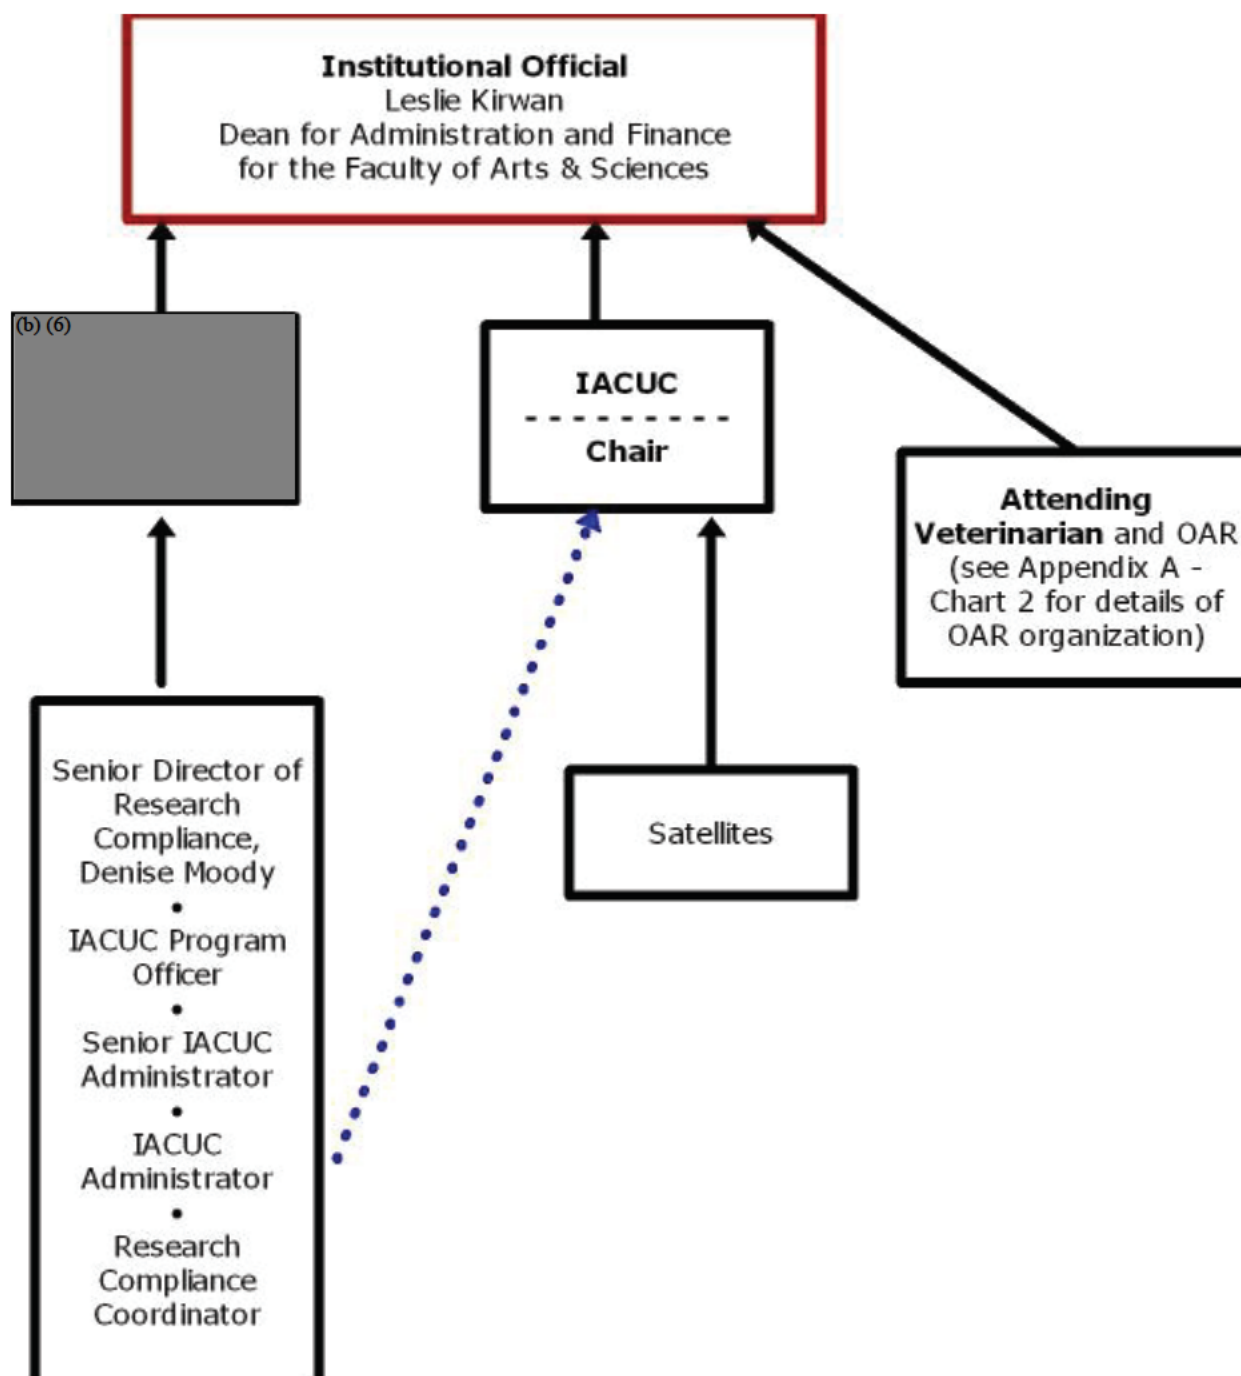 Institutional Official
Leslie Kirwan
Dean for Administration and Finance
for the Faculty of Arts & Sciences
(b) (6)
IACUC
Chair
Attending
Veterinarian and OAR
(see Appendix A -
Chart 2 for details of
OAR organization)
Senior Director of
Research
Compliance,
Denise Moody
•
IACUC Program
Officer
•
Senior IACUC
Administrator
•
IACUC
Administrator
•
Research
Compliance
Coordinator
Satellites